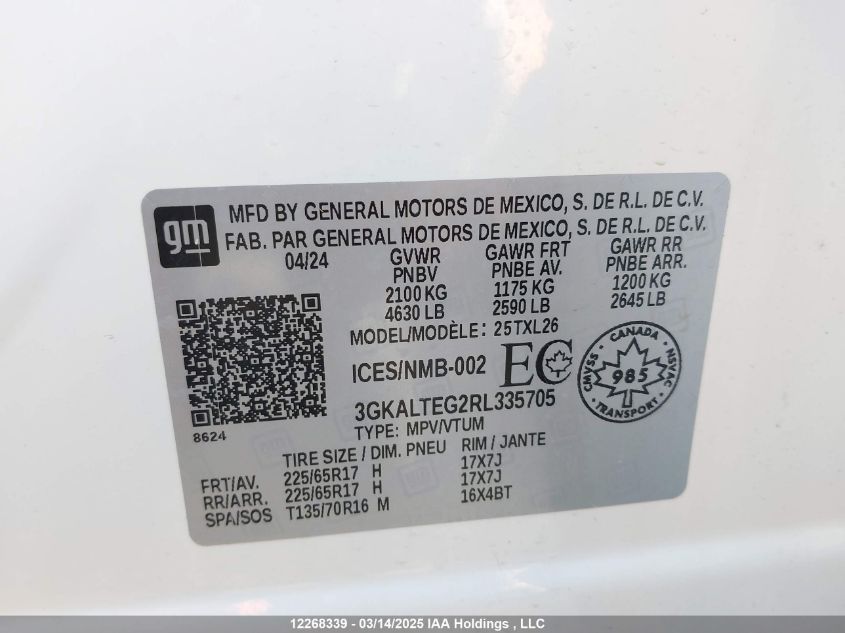 gm
MFD BY GENERAL MOTORS DE MEXICO, S. DE R.L. DE C.V.
FAB. PAR GENERAL MOTORS DE MEXICO, S. DE R.L. DE C.V.
04/24 GVWR GAWR FRT GAWR RR
PNBV PNBE AV. PNBE ARR.
2100 KG 1175 KG 1200 KG
4630 LB 2590 LB 2645 LB
MODEL/MODÈLE: 25TXL26
ICES/NMB-002 EC
CANADA
CMVSS 985 NSVAC
3GKALTEG2RL335705
8624
TYPE: MPV/VTUM
TIRE SIZE / DIM. PNEU RIM / JANTE
FRT/AV. 225/65R17 H 17X7J
RR/ARR. 225/65R17 H 17X7J
SPA/SOS T135/70R16 M 16X4BT
12268339 - 03/14/2025 IAA Holdings , LLC